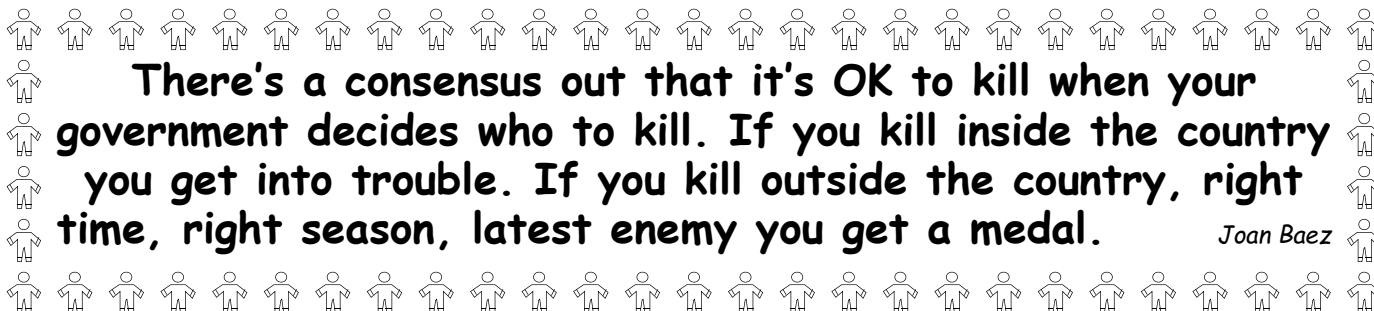 There's a consensus out that it's OK to kill when your
government decides who to kill. If you kill inside the country
you get into trouble. If you kill outside the country, right
time, right season, latest enemy you get a medal.
Joan Baez